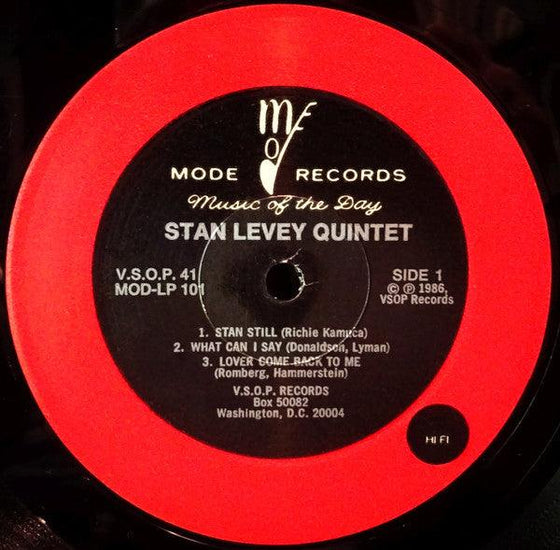 MODE RECORDS
Music of the Day
STAN LEVEY QUINTET
V.S.O.P. 41
MOD-LP 101
SIDE 1
© ℗ 1986,
VSOP Records
1. STAN STILL (Richie Kamuca)
2. WHAT CAN I SAY (Donaldson, Lyman)
3. LOVER COME BACK TO ME
(Romberg, Hammerstein)
V.S.O.P. RECORDS
Box 50082
Washington, D.C. 20004
HI FI